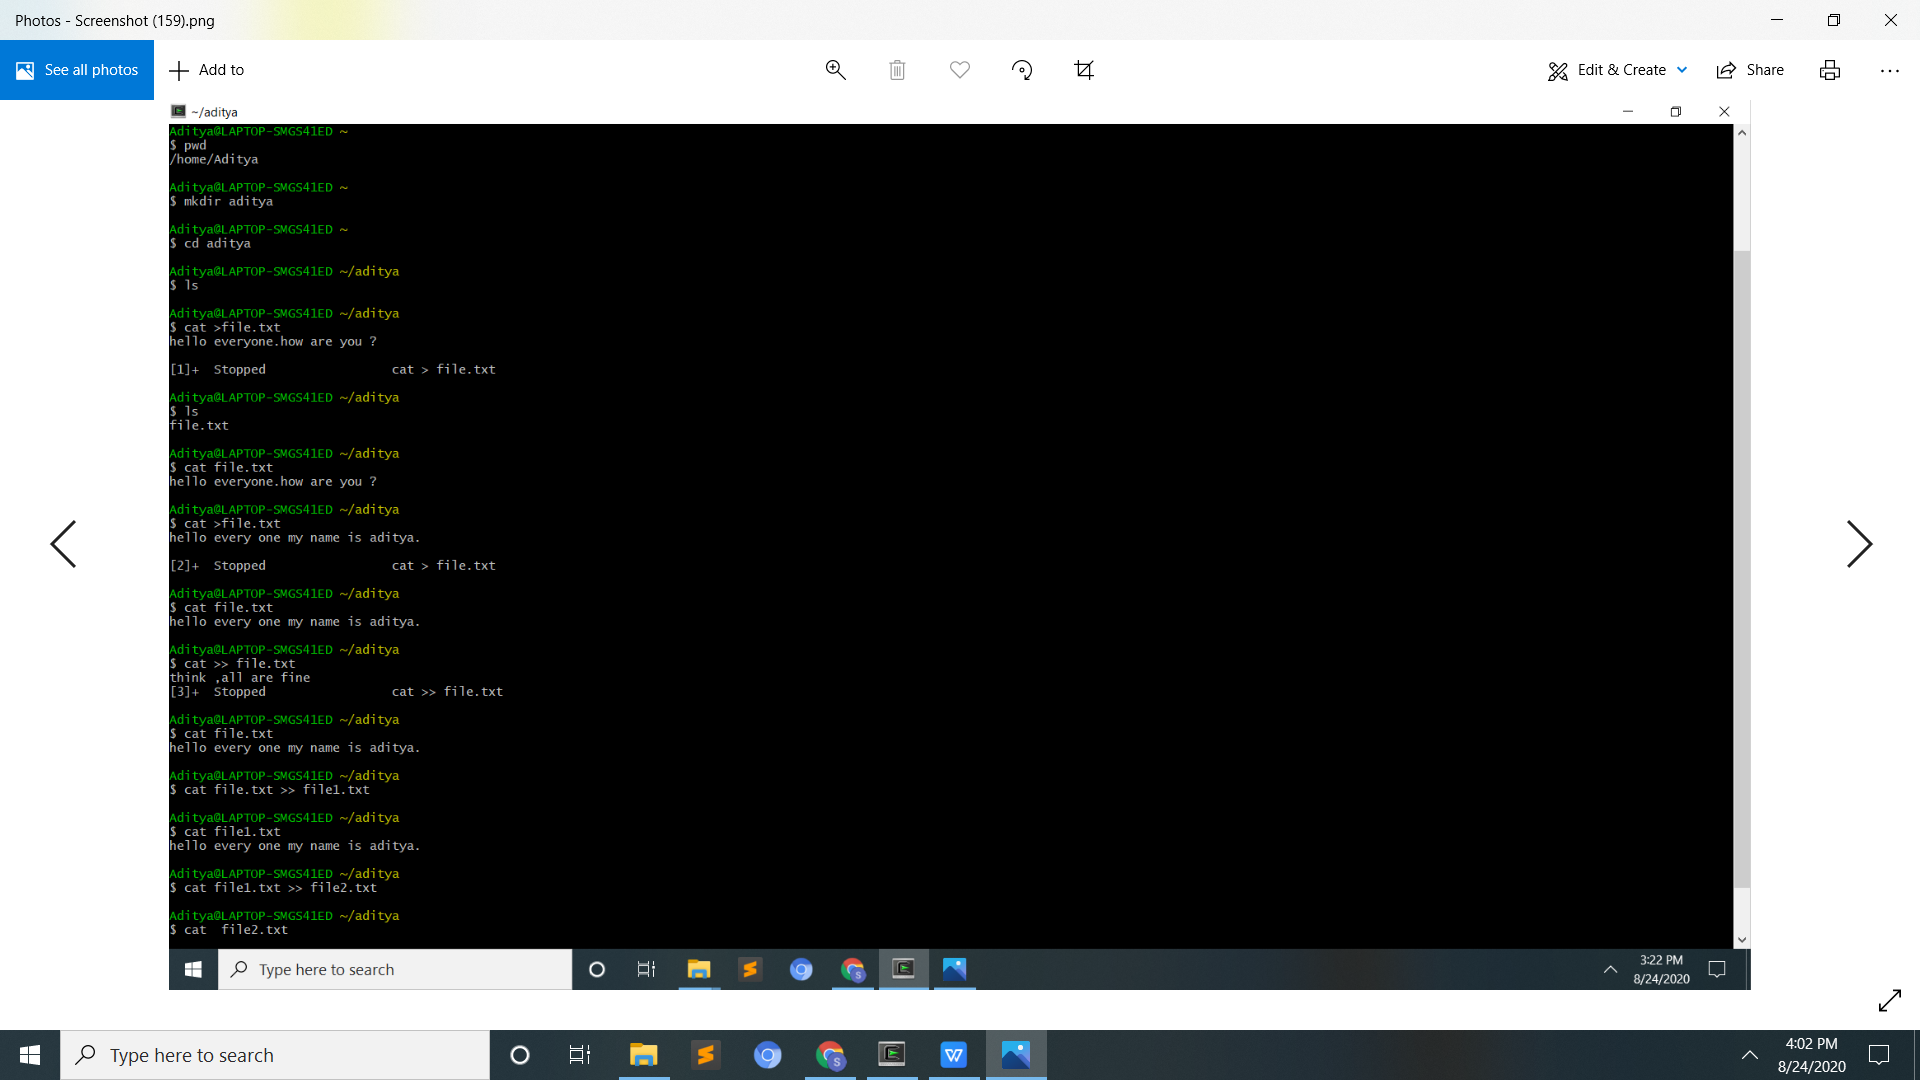 Photos - Screenshot (159).png
See all photos
Add to
Edit & Create
Share
~/aditya
Aditya@LAPTOP-SMGS41ED ~
$ pwd
/home/Aditya
Aditya@LAPTOP-SMGS41ED ~
$ mkdir aditya
Aditya@LAPTOP-SMGS41ED ~
$ cd aditya
Aditya@LAPTOP-SMGS41ED ~/aditya
$ ls
Aditya@LAPTOP-SMGS41ED ~/aditya
$ cat >file.txt
hello everyone.how are you ?
[1]+  Stopped                 cat > file.txt
Aditya@LAPTOP-SMGS41ED ~/aditya
$ ls
file.txt
Aditya@LAPTOP-SMGS41ED ~/aditya
$ cat file.txt
hello everyone.how are you ?
Aditya@LAPTOP-SMGS41ED ~/aditya
$ cat >file.txt
hello every one my name is aditya.
[2]+  Stopped                 cat > file.txt
Aditya@LAPTOP-SMGS41ED ~/aditya
$ cat file.txt
hello every one my name is aditya.
Aditya@LAPTOP-SMGS41ED ~/aditya
$ cat >> file.txt
think ,all are fine
[3]+  Stopped                 cat >> file.txt
Aditya@LAPTOP-SMGS41ED ~/aditya
$ cat file.txt
hello every one my name is aditya.
Aditya@LAPTOP-SMGS41ED ~/aditya
$ cat file.txt >> file1.txt
Aditya@LAPTOP-SMGS41ED ~/aditya
$ cat file1.txt
hello every one my name is aditya.
Aditya@LAPTOP-SMGS41ED ~/aditya
$ cat file1.txt >> file2.txt
Aditya@LAPTOP-SMGS41ED ~/aditya
$ cat  file2.txt
Type here to search
3:22 PM
8/24/2020
Type here to search
4:02 PM
8/24/2020